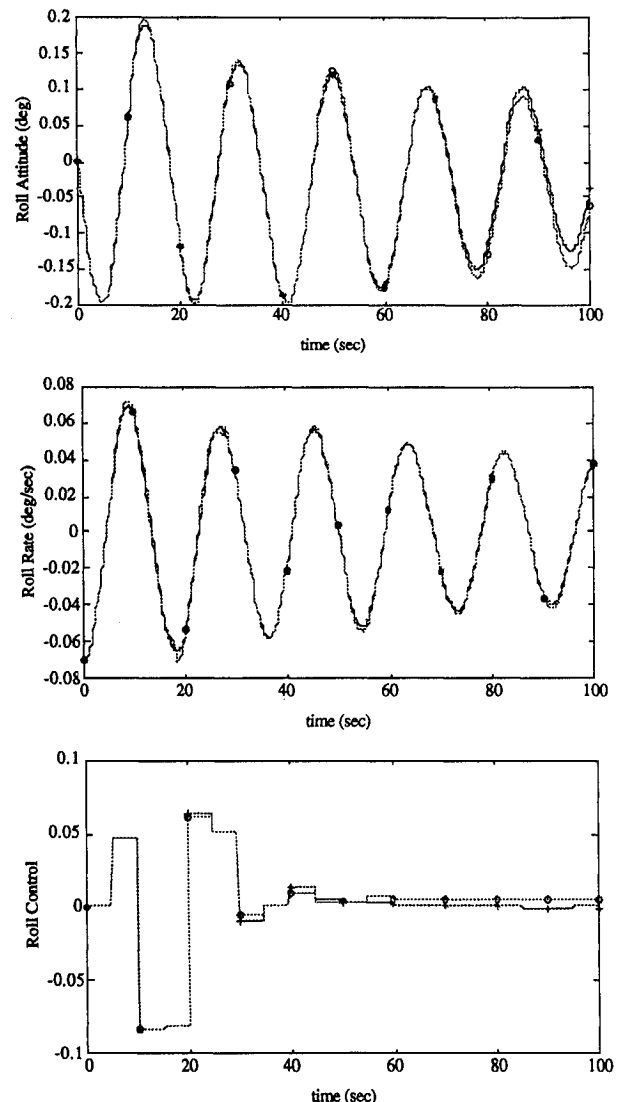 0.2
0.15
0.1
0.05
0
-0.05
-0.1
-0.15
-0.2
Roll Attitude (deg)
0 20 40 60 80 100
time (sec)
0.08
0.06
0.04
0.02
0
-0.02
-0.04
-0.06
-0.08
Roll Rate (deg/sec)
0 20 40 60 80 100
time (sec)
0.1
0.05
0
-0.05
-0.1
Roll Control
0 20 40 60 80 100
time (sec)